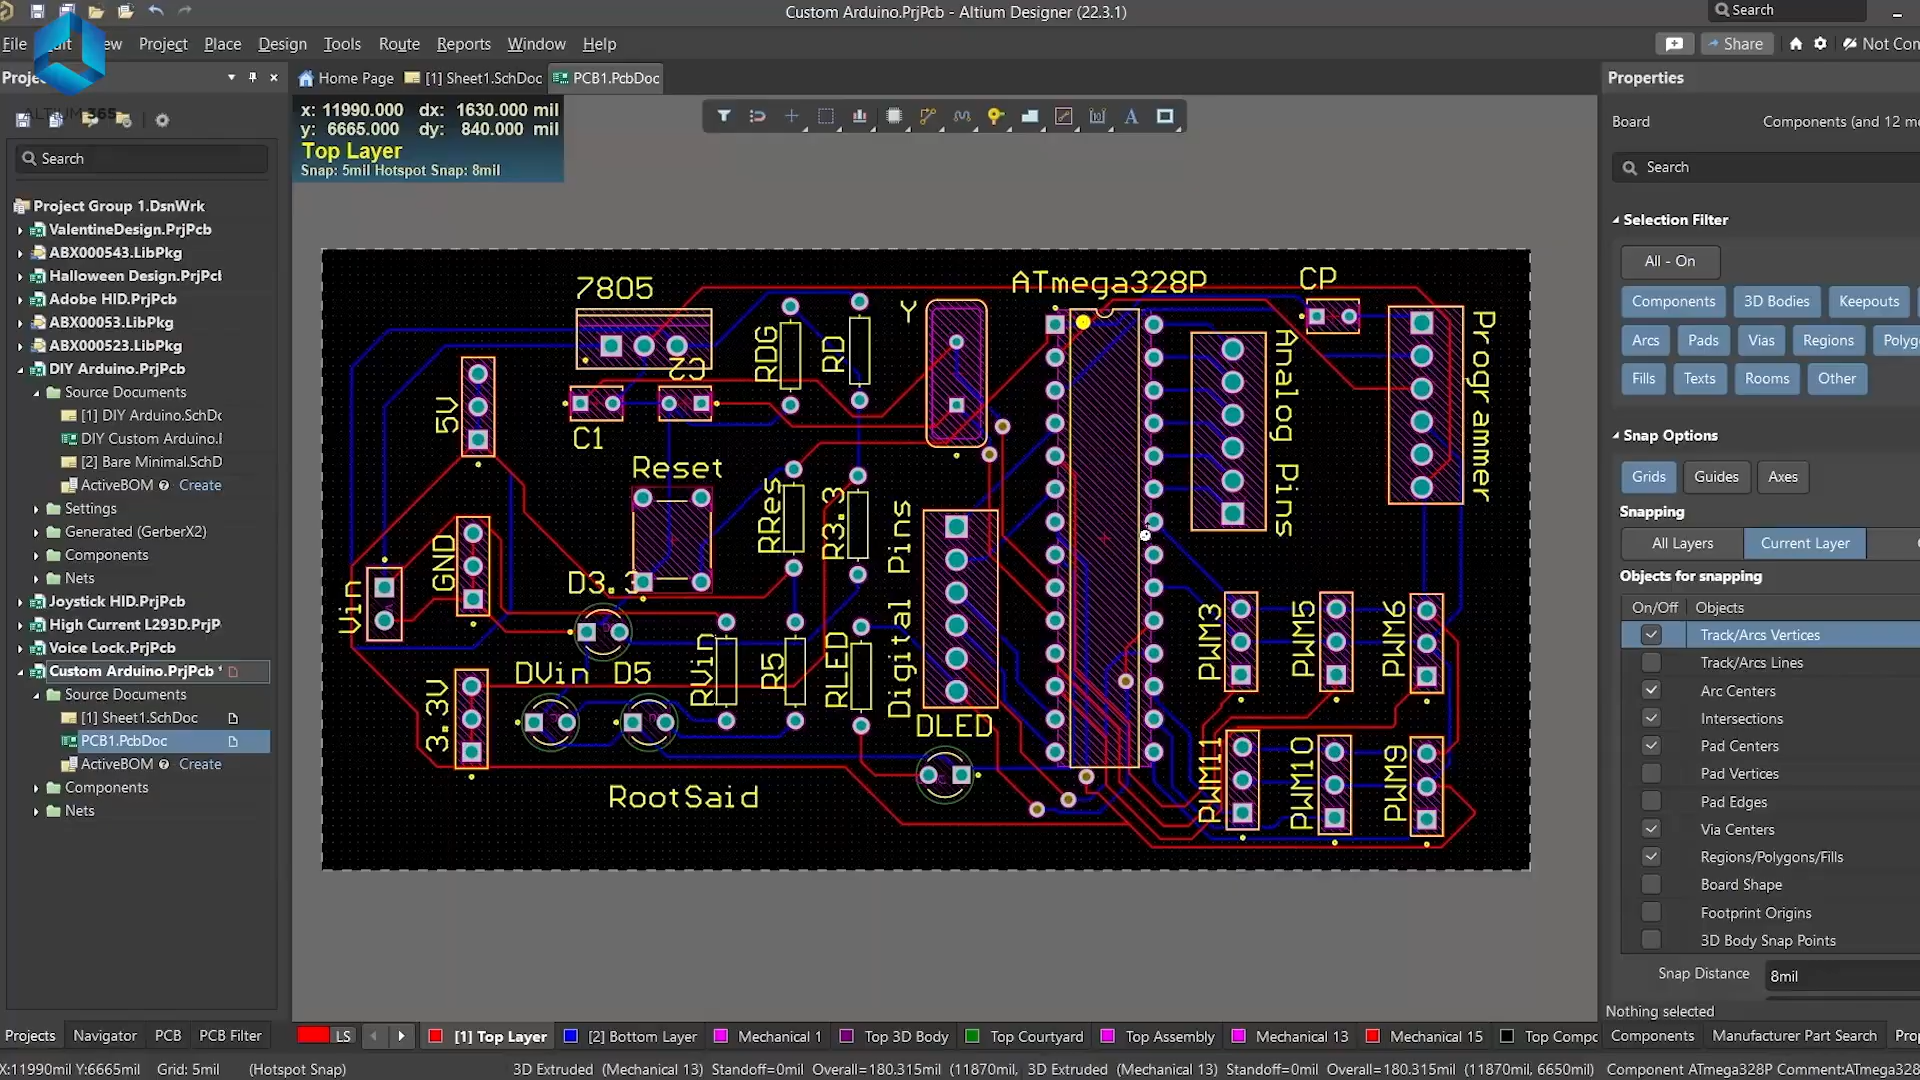 Custom Arduino.PrjPcb - Altium Designer (22.3.1)
Search
File
Project
Place
Design
Tools
Route
Reports
Window
Help
Share
Not Con
ALTIUM 365
Home Page
[1] Sheet1.SchDoc
PCB1.PcbDoc
Search
Project Group 1.DsnWrk
ValentineDesign.PrjPcb
ABX000543.LibPkg
Halloween Design.PrjPcl
Adobe HID.PrjPcb
ABX00053.LibPkg
ABX000523.LibPkg
DIY Arduino.PrjPcb
Source Documents
[1] DIY Arduino.SchDc
DIY Custom Arduino.I
[2] Bare Minimal.SchD
ActiveBOM Create
Settings
Generated (GerberX2)
Components
Nets
Joystick HID.PrjPcb
High Current L293D.PrjP
Voice Lock.PrjPcb
Custom Arduino.PrjPcb *
Source Documents
[1] Sheet1.SchDoc
PCB1.PcbDoc
ActiveBOM Create
Components
Nets
Projects
Navigator
PCB
PCB Filter
x: 11990.000 dx: 1630.000 mil
y: 6665.000 dy: 840.000 mil
Top Layer
Snap: 5mil Hotspot Snap: 8mil
7805
C2
C1
5V
Reset
GND
Vin
D3.3
DVin
D5
3.3V
RootSaid
RDG
RD
RRes
R3.3
RVin
R5
RLED
Y
Digital Pins
DLED
ATmega328P
CP
Analog Pins
Programmer
PWM3
PWM5
PWM6
PWM11
PWM10
PWM9
Properties
Board
Components (and 12 mo
Search
Selection Filter
All - On
Components
3D Bodies
Keepouts
Arcs
Pads
Vias
Regions
Polyg
Fills
Texts
Rooms
Other
Snap Options
Grids
Guides
Axes
Snapping
All Layers
Current Layer
Objects for snapping
On/Off
Objects
Track/Arcs Vertices
Track/Arcs Lines
Arc Centers
Intersections
Pad Centers
Pad Vertices
Pad Edges
Via Centers
Regions/Polygons/Fills
Board Shape
Footprint Origins
3D Body Snap Points
Snap Distance
8mil
Nothing selected
LS
[1] Top Layer
[2] Bottom Layer
Mechanical 1
Top 3D Body
Top Courtyard
Top Assembly
Mechanical 13
Mechanical 15
Top Compc
Components
Manufacturer Part Search
X:11990mil Y:6665mil
Grid: 5mil
(Hotspot Snap)
3D Extruded (Mechanical 13) Standoff=0mil Overall=180.315mil (11870mil,
3D Extruded (Mechanical 13) Standoff=0mil Overall=180.315mil (11870mil, 6650mil)
Component ATmega328P Comment:ATmega328